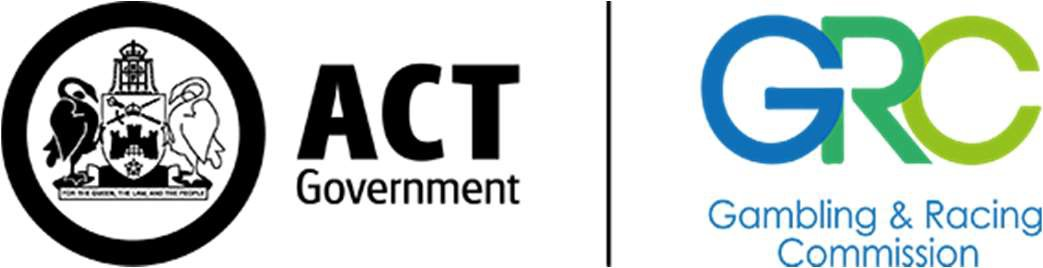 FOR THE QUEEN, THE LAW, AND THE PEOPLE
ACT
Government
GRC
Gambling & Racing
Commission